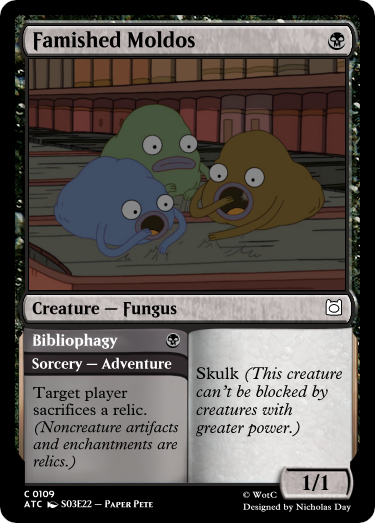 Famished Moldos
Creature — Fungus
Bibliophagy
Sorcery — Adventure
Target player
sacrifices a relic.
(Noncreature artifacts
and enchantments are
relics.)
Skulk (This creature
can't be blocked by
creatures with
greater power.)
1/1
C 0109
ATC S03E22 – Paper Pete
© WotC
Designed by Nicholas Day